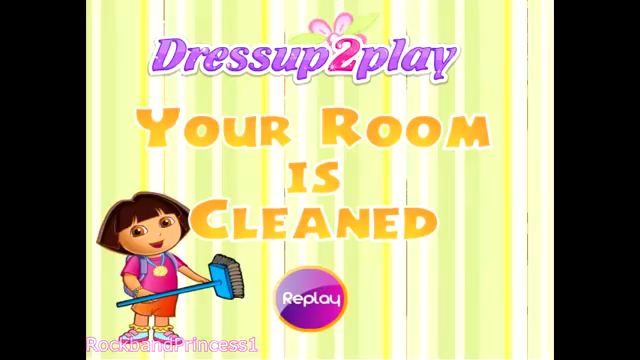 Dressup2play
YOUR ROOM
IS
CLEANED
Replay
RockbandPrincess1